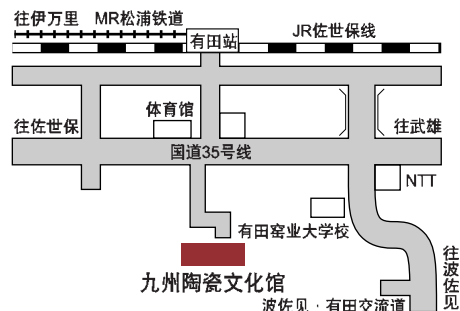 往伊万里 MR松浦铁道
有田站
JR佐世保线
体育馆
往佐世保
往武雄
国道35号线
NTT
有田窑业大学校
九州陶瓷文化馆
往波佐见
波佐见·有田交流道